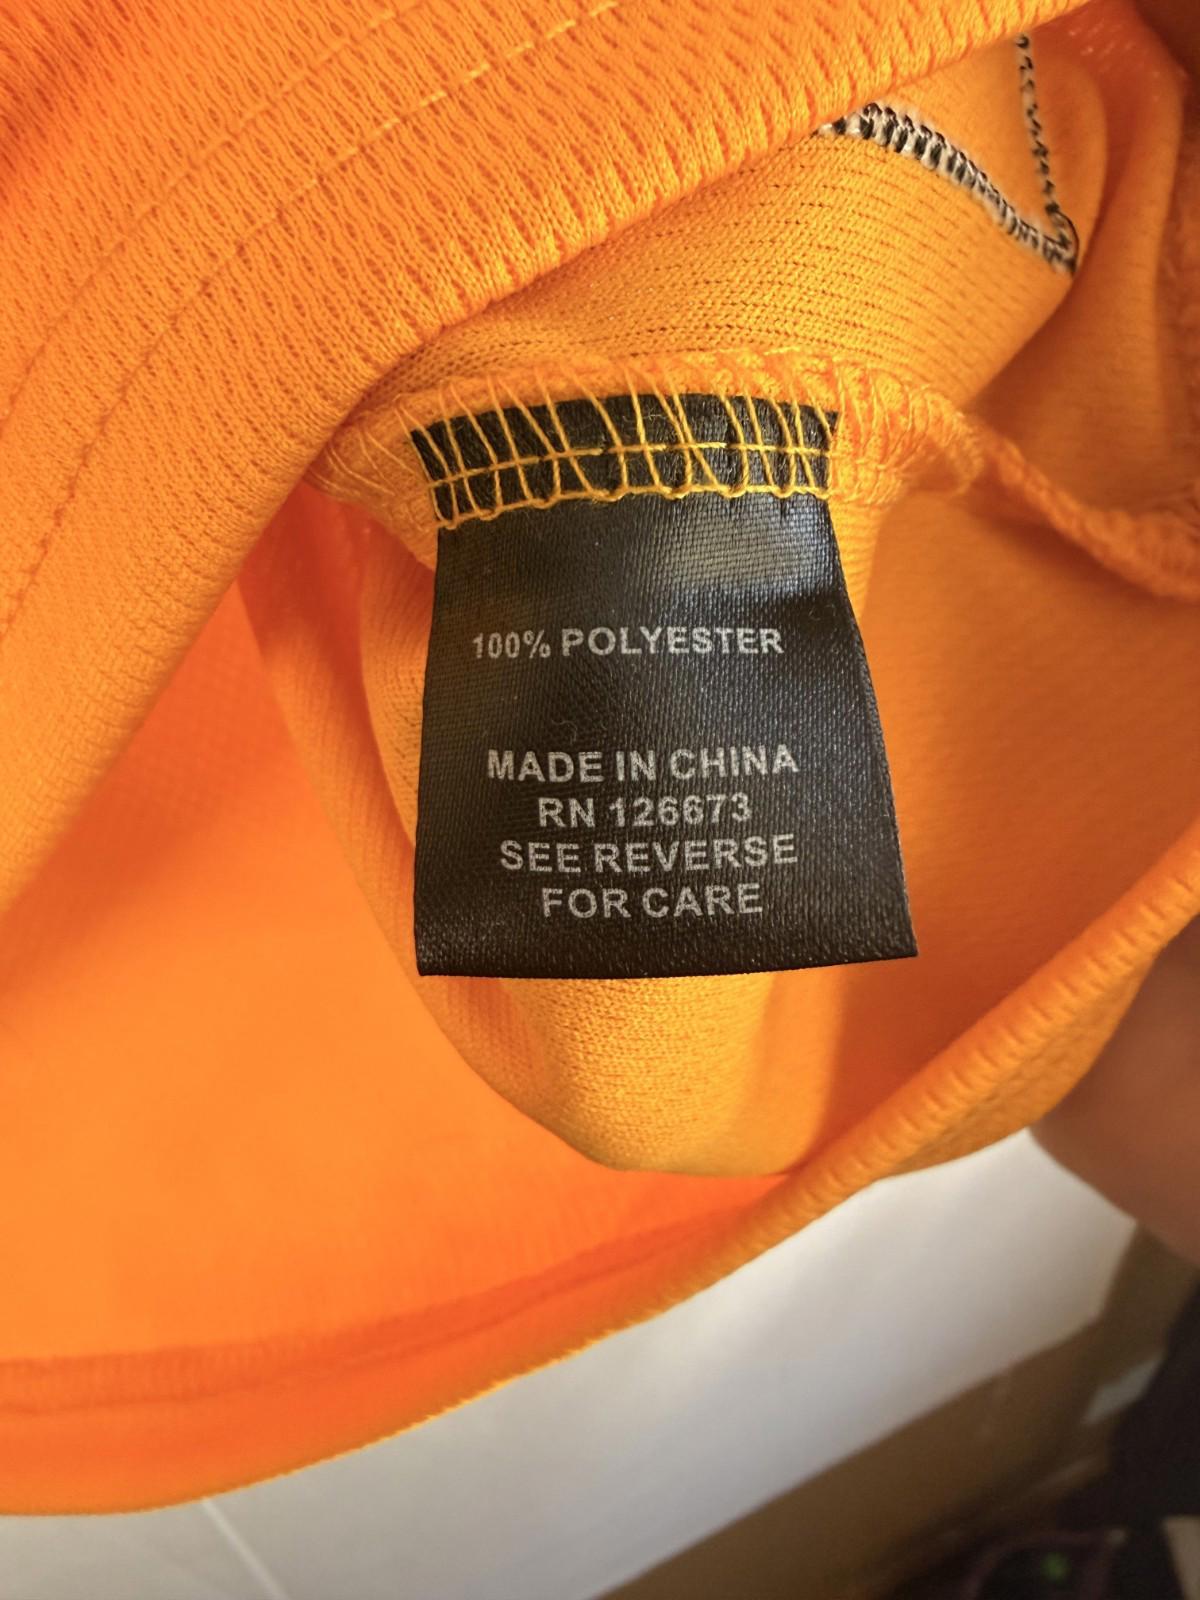 100% POLYESTER
MADE IN CHINA
RN 126673
SEE REVERSE
FOR CARE